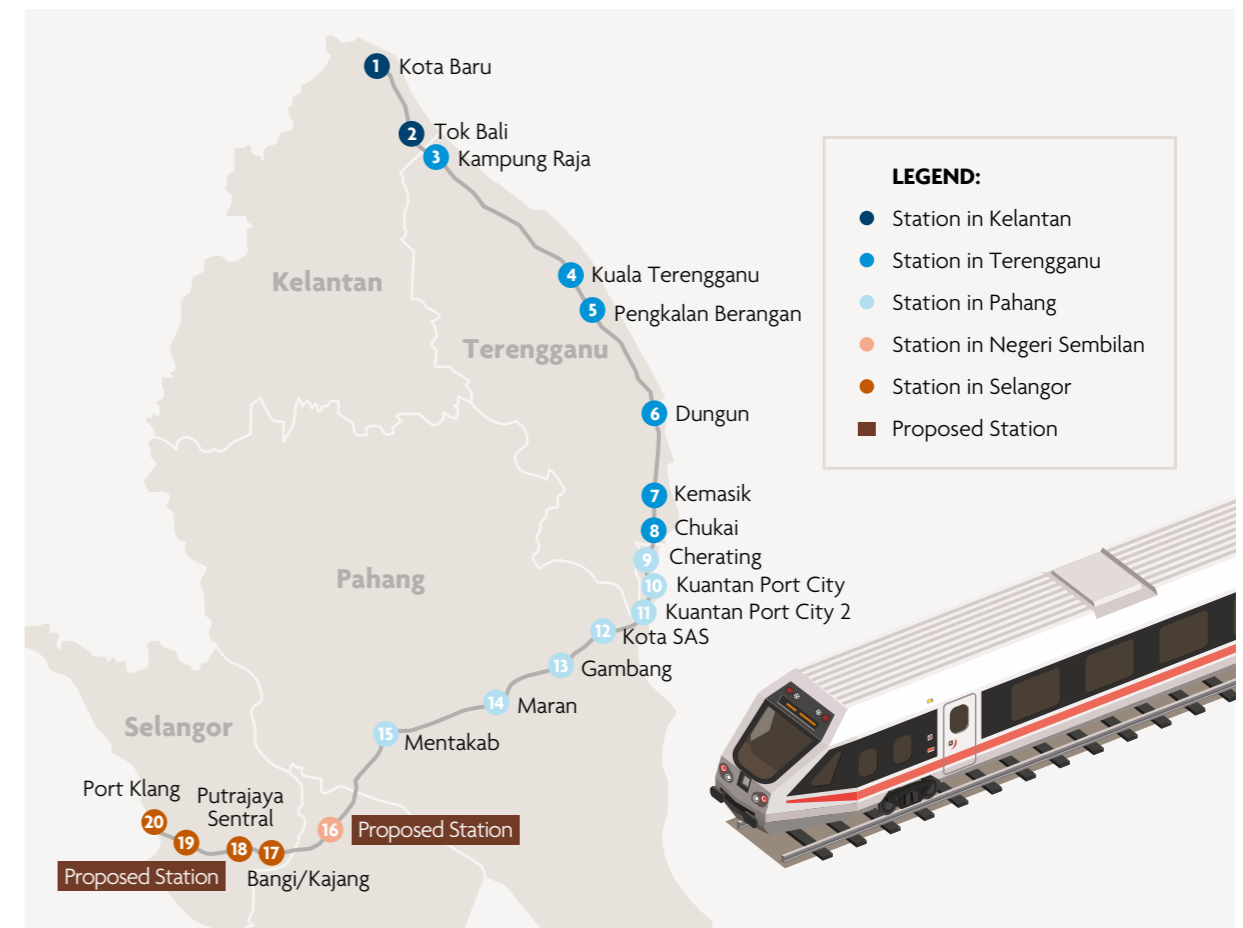 1 Kota Baru
2 Tok Bali
3 Kampung Raja
Kelantan
4 Kuala Terengganu
5 Pengkalan Berangan
Terengganu
6 Dungun
7 Kemasik
8 Chukai
9 Cherating
10 Kuantan Port City
11 Kuantan Port City 2
12 Kota SAS
13 Gambang
14 Maran
15 Mentakab
Pahang
Selangor
16 Proposed Station
17 Bangi/Kajang
18 Putrajaya
Sentral
19 Proposed Station
20 Port Klang
LEGEND:
Station in Kelantan
Station in Terengganu
Station in Pahang
Station in Negeri Sembilan
Station in Selangor
Proposed Station